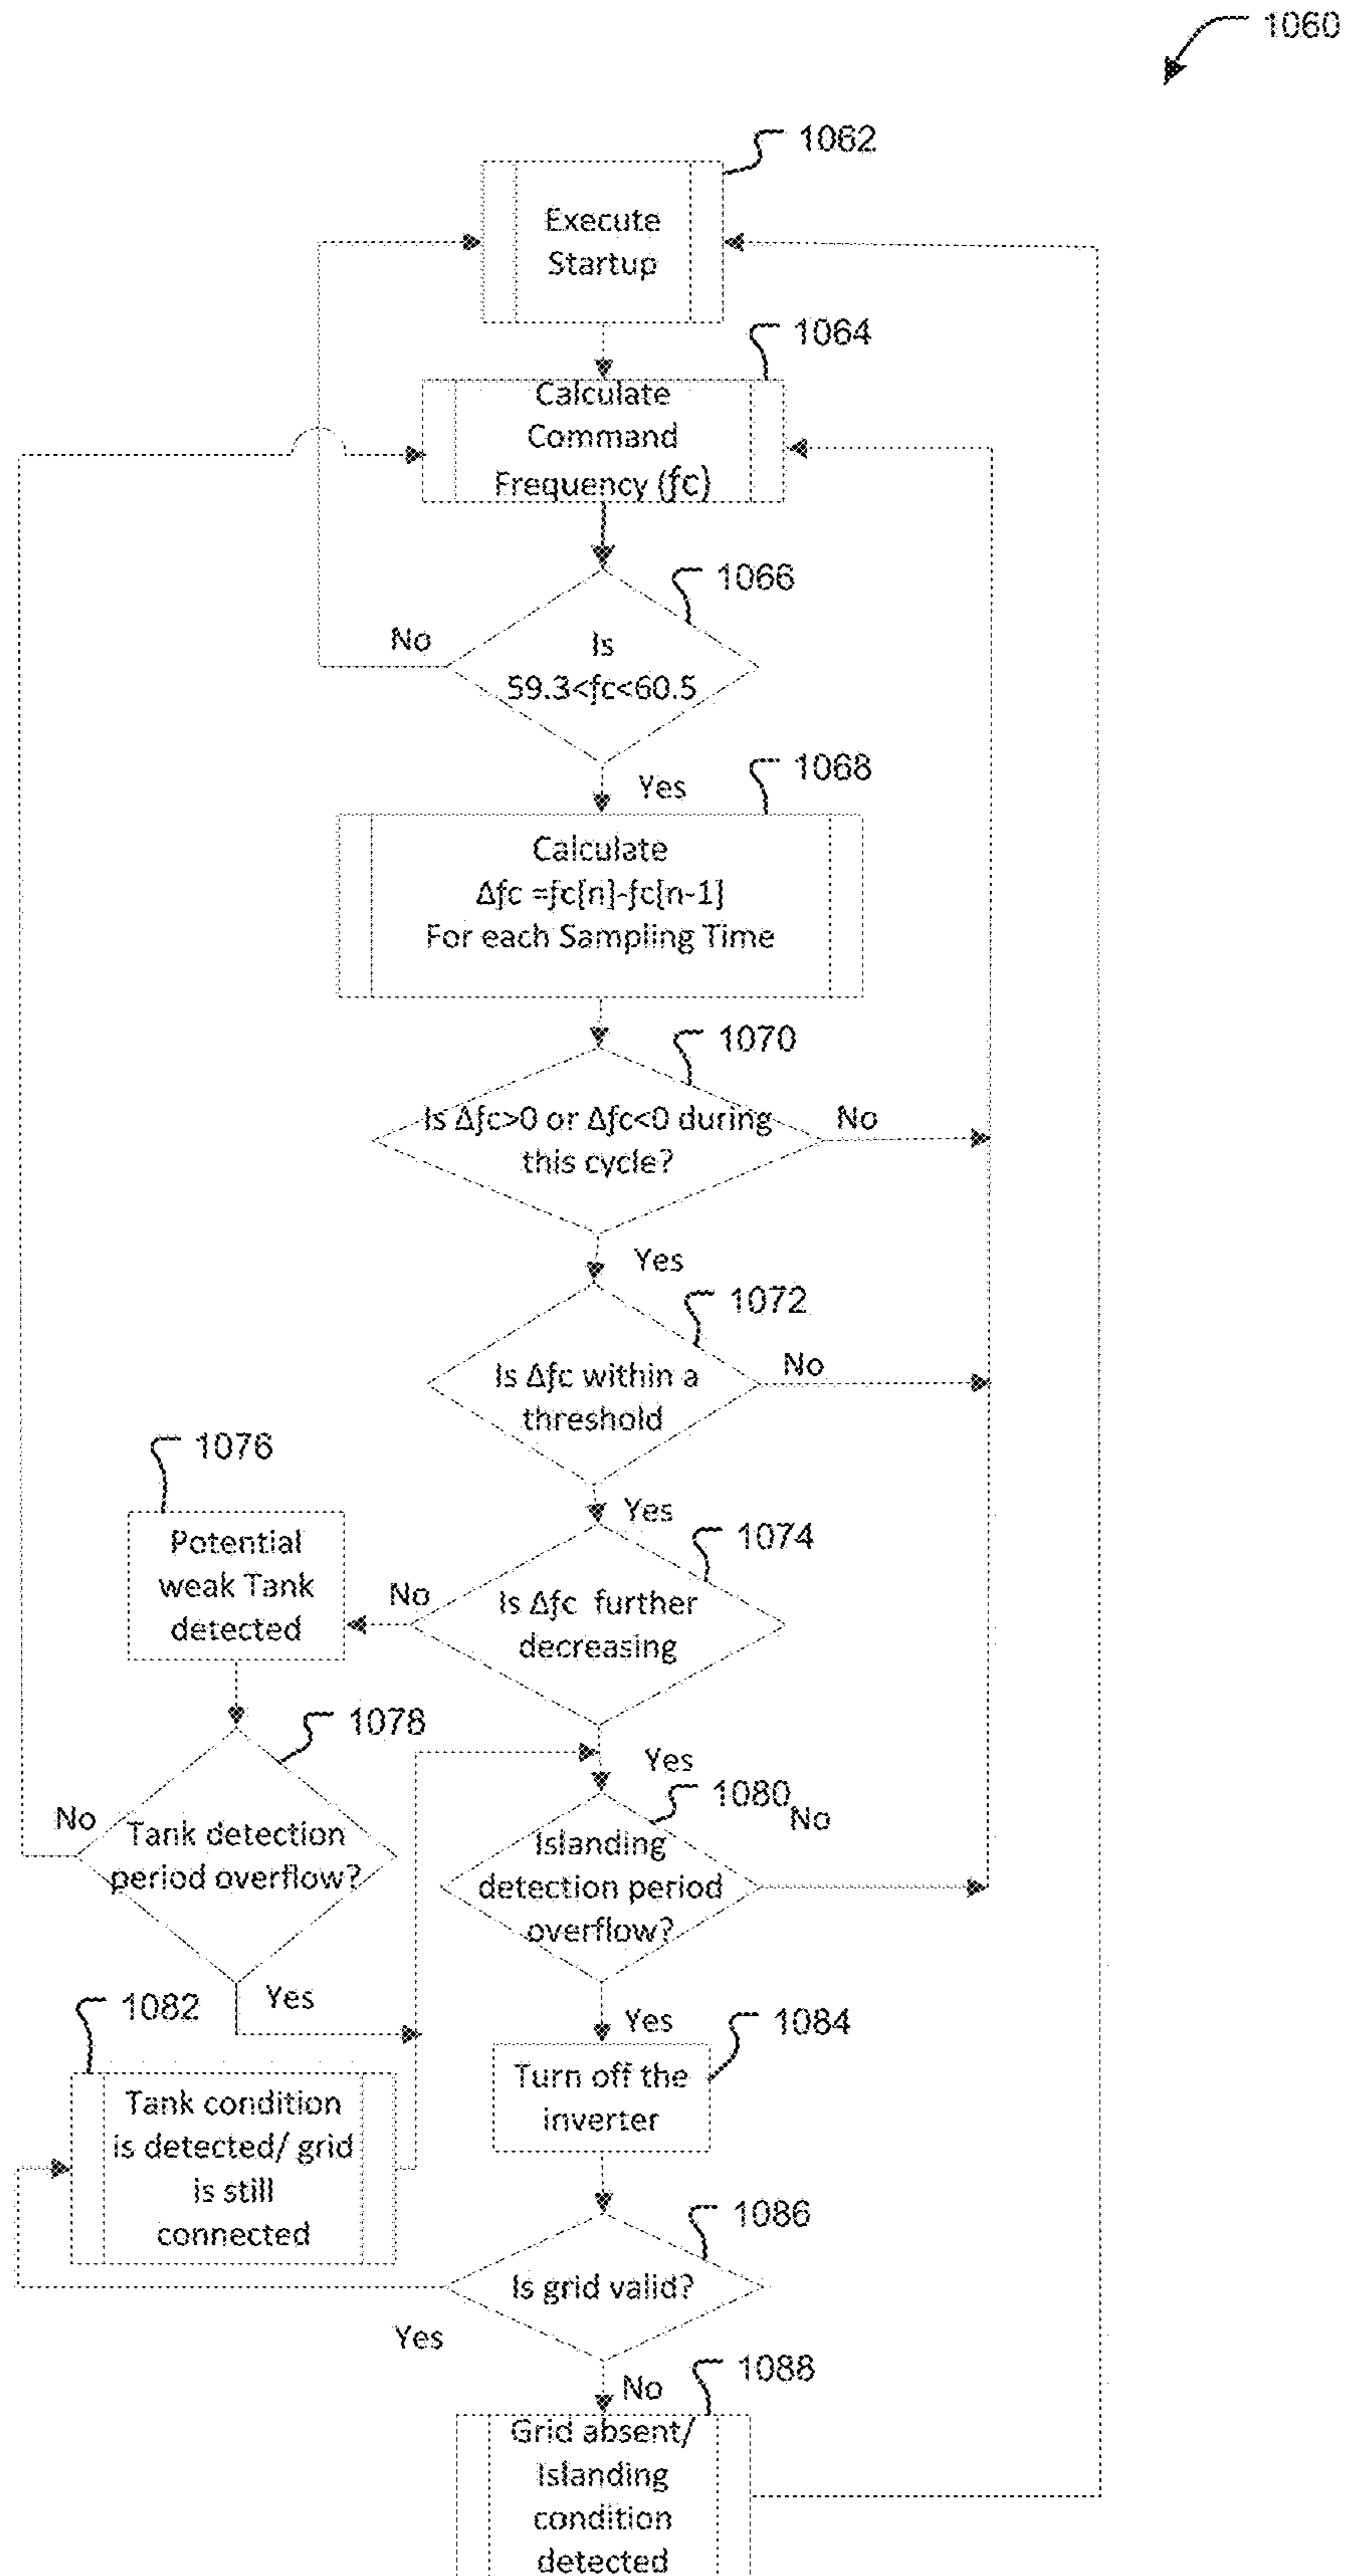 1060
1062
Execute
Startup
1064
Calculate
Command
Frequency (fc)
1066
No
Is
59.3<fc<60.5
Yes
1068
Calculate
Δfc =fc[n]-fc[n-1]
For each Sampling Time
1070
Is Δfc>0 or Δfc<0 during
this cycle?
No
Yes
1072
Is Δfc within a
threshold
No
Yes
1074
Is Δfc further
decreasing
No
1076
Potential
weak Tank
detected
1078
Tank detection
period overflow?
No
Yes
Yes
1080
Islanding
detection period
overflow?
No
Yes
1082
Tank condition
is detected/ grid
is still
connected
1084
Turn off the
inverter
1086
Is grid valid?
Yes
No
1088
Grid absent/
Islanding
condition
detected